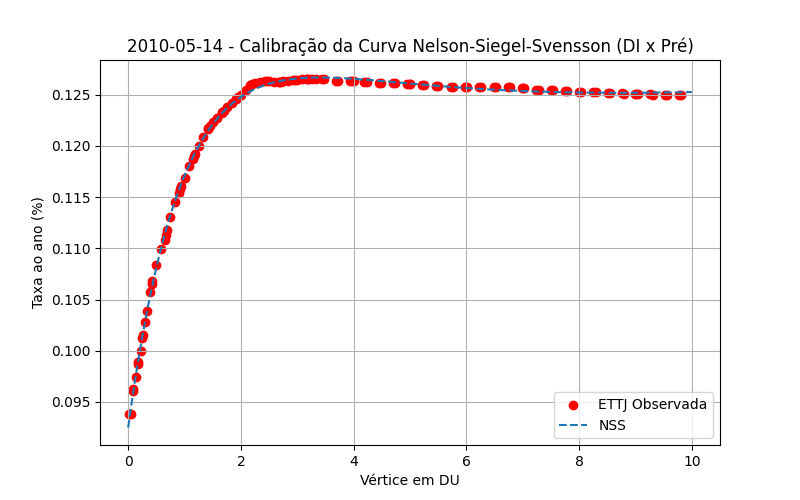 2010-05-14 - Calibração da Curva Nelson-Siegel-Svensson (DI x Pré)
0.125
0.120
0.115
0.110
0.105
0.100
0.095
Taxa ao ano (%)
ETTJ Observada
NSS
0 2 4 6 8 10
Vértice em DU